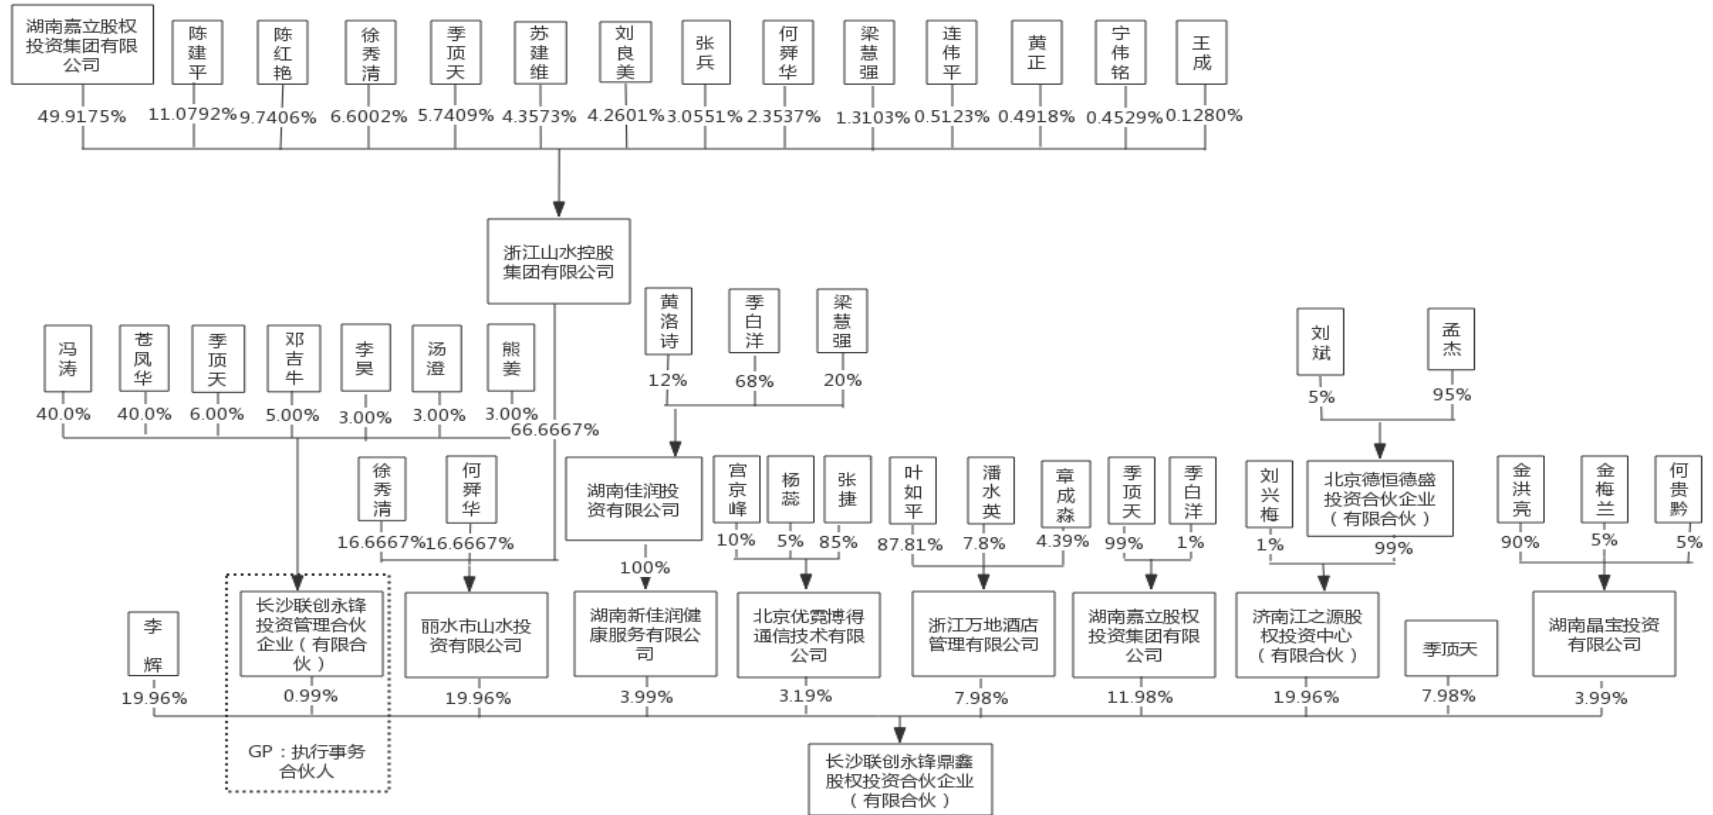 湖南嘉立股权
投资集团有限
公司
陈建平
陈红艳
徐秀清
季顶天
苏建维
刘良美
张兵
何舜华
梁慧强
连伟平
黄正
宁伟铭
王成
49.9175%
11.0792%
9.7406%
6.6002%
5.7409%
4.3573%
4.2601%
3.0551%
2.3537%
1.3103%
0.5123%
0.4918%
0.4529%
0.1280%
浙江山水控股
集团有限公司
黄洛诗
季白洋
梁慧强
12%
68%
20%
刘斌
孟杰
5%
95%
冯涛
苍凤华
季顶天
邓吉牛
李昊
汤澄
熊姜
40.0%
40.0%
6.00%
5.00%
3.00%
3.00%
3.00%
66.6667%
徐秀清
何舜华
16.6667%
16.6667%
湖南佳润投
资有限公司
100%
宫京峰
杨蕊
张捷
10%
5%
85%
叶如平
潘水英
章成淼
87.81%
7.8%
4.39%
季顶天
季白洋
99%
1%
刘兴梅
北京德恒德盛
投资合伙企业
（有限合伙）
1%
99%
金洪亮
金梅兰
何贵黔
90%
5%
5%
李辉
长沙联创永锋
投资管理合伙
企业（有限合
伙）
丽水市山水投
资有限公司
湖南新佳润健
康服务有限公
司
北京优霓博得
通信技术有限
公司
浙江万地酒店
管理有限公司
湖南嘉立股权
投资集团有限
公司
济南江之源股
权投资中心
（有限合伙）
季顶天
湖南晶宝投资
有限公司
19.96%
0.99%
19.96%
3.99%
3.19%
7.98%
11.98%
19.96%
7.98%
3.99%
GP：执行事务
合伙人
长沙联创永锋鼎鑫
股权投资合伙企业
（有限合伙）